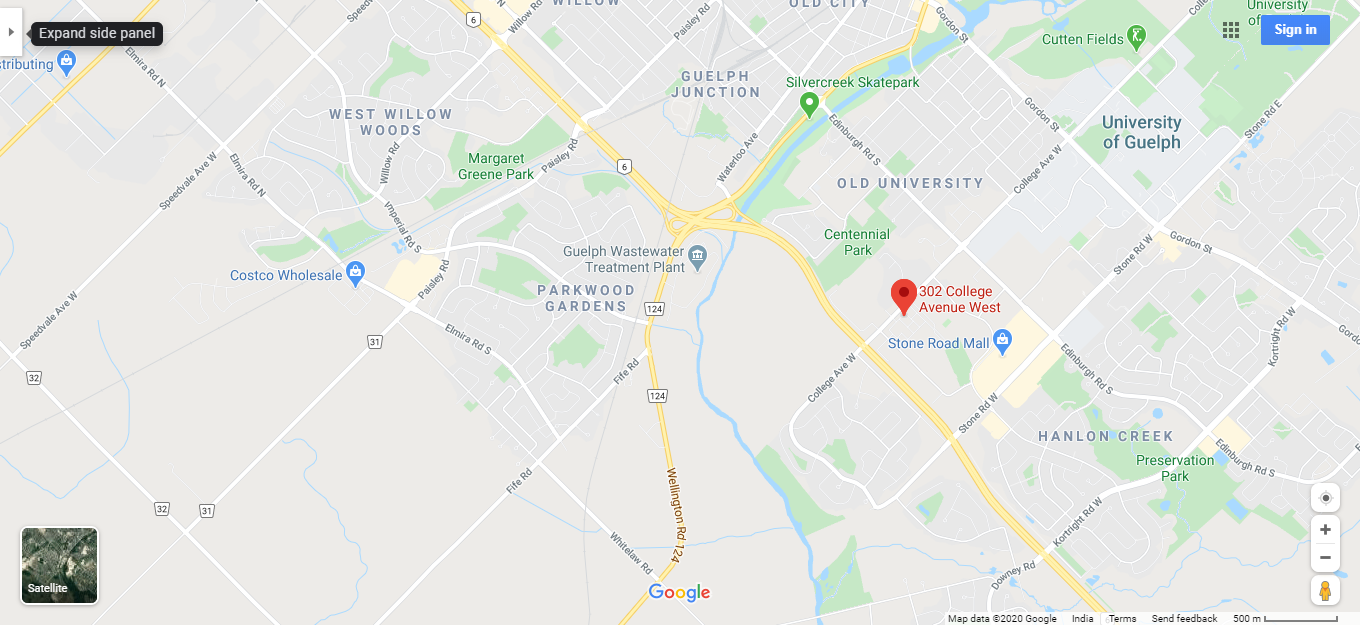 WILLOW
OLD CITY
University of
of
Expand side panel
Speedvale
Willow Rd
6
Paisley Rd
Gordon St
Cutten Fields
Sign in
stributing
Elmira Rd N
GUELPH
JUNCTION
Silvercreek Skatepark
WEST WILLOW
WOODS
Gordon St
Stone Rd E
University
of Guelph
Edinburgh Rd S
Waterloo Ave
Speedvale Ave W
Elmira Rd N
Willow Rd
Margaret
Greene Park
Paisley Rd
6
College Ave W
OLD UNIVERSITY
Imperial Rd S
Centennial
Park
Gordon St
Stone Rd W
Costco Wholesale
Paisley Rd
Guelph Wastewater
Treatment Plant
PARKWOOD
GARDENS
124
302 College
Avenue West
Speedvale Ave W
31
Elmira Rd S
Stone Road Mall
Kortright Rd W
32
Fife Rd
124
College Ave W
Edinburgh Rd S
Stone Rd W
HANLON CREEK
Edinburgh Rd S
Preservation
Park
Fife Rd
Wellington Rd 124
32
31
Kortright Rd W
Whitelaw Rd
Downey Rd
Satellite
Google
Map data ©2020 Google India Terms Send feedback 500 m